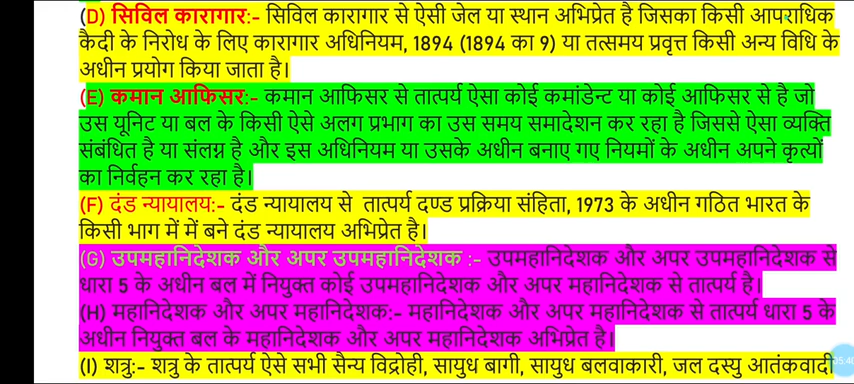 (D) सिविल कारागार:- सिविल कारागार से ऐसी जेल या स्थान अभिप्रेत है जिसका किसी आपराधिक
कैदी के निरोध के लिए कारागार अधिनियम, 1894 (1894 का 9) या तत्समय प्रवृत्त किसी अन्य विधि के
अधीन प्रयोग किया जाता है।
(E) कमान आफिसर:- कमान आफिसर से तात्पर्य ऐसा कोई कमांडेन्ट या कोई आफिसर से है जो
उस यूनिट या बल के किसी ऐसे अलग प्रभाग का उस समय समादेशन कर रहा है जिससे ऐसा व्यक्ति
संबंधित है या संलग्न है और इस अधिनियम या उसके अधीन बनाए गए नियमों के अधीन अपने कृत्यों
का निर्वहन कर रहा है।
(F) दंड न्यायालय:- दंड न्यायालय से तात्पर्य दण्ड प्रक्रिया संहिता, 1973 के अधीन गठित भारत के
किसी भाग में में बने दंड न्यायालय अभिप्रेत है।
(G) उपमहानिदेशक और अपर उपमहानिदेशक :- उपमहानिदेशक और अपर उपमहानिदेशक से
धारा 5 के अधीन बल में नियुक्त कोई उपमहानिदेशक और अपर महानिदेशक से तात्पर्य है।
(H) महानिदेशक और अपर महानिदेशक:- महानिदेशक और अपर महानिदेशक से तात्पर्य धारा 5 के
अधीन नियुक्त बल के महानिदेशक और अपर महानिदेशक अभिप्रेत है।
(I) शत्रु:- शत्रु के तात्पर्य ऐसे सभी सैन्य विद्रोही, सायुध बागी, सायुध बलवाकारी, जल दस्यु आतंकवादी